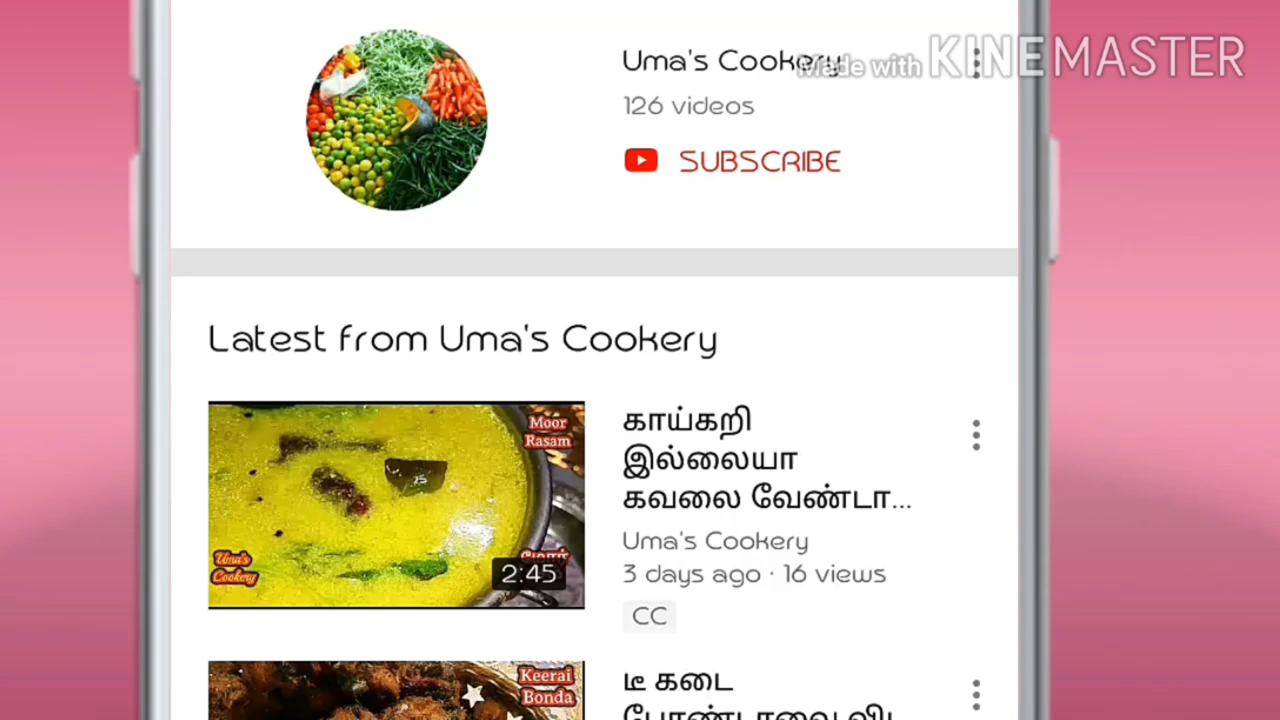 Uma's Cookery
Made with KINEMASTER
126 videos
SUBSCRIBE
Latest from Uma's Cookery
Moor
Rasam
Uma's
Cookery
மோர்
2:45
காய்கறி
இல்லையா
கவலை வேண்டா...
Uma's Cookery
3 days ago · 16 views
CC
Keerai
Bonda
டீ கடை